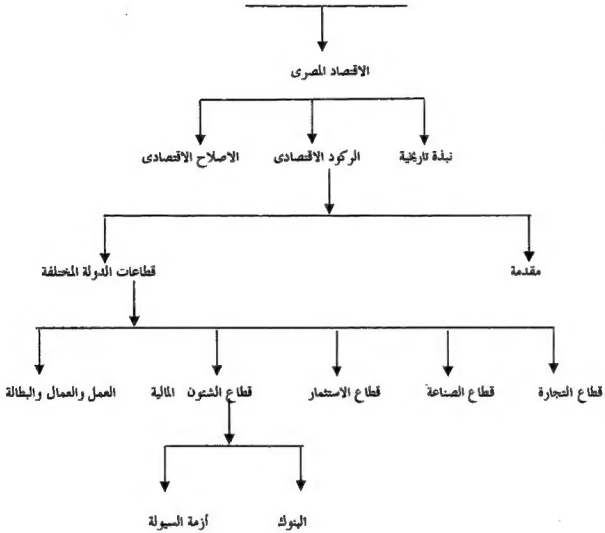 الاقتصاد المصرى
نبذة تاريخية الركود الاقتصادى الاصلاح الاقتصادى
مقدمة قطاعات الدولة المختلفة
قطاع التجارة قطاع الصناعة قطاع الاستثمار قطاع الشئون المالية العمل والعمال والبطالة
البنوك أزمة السيولة